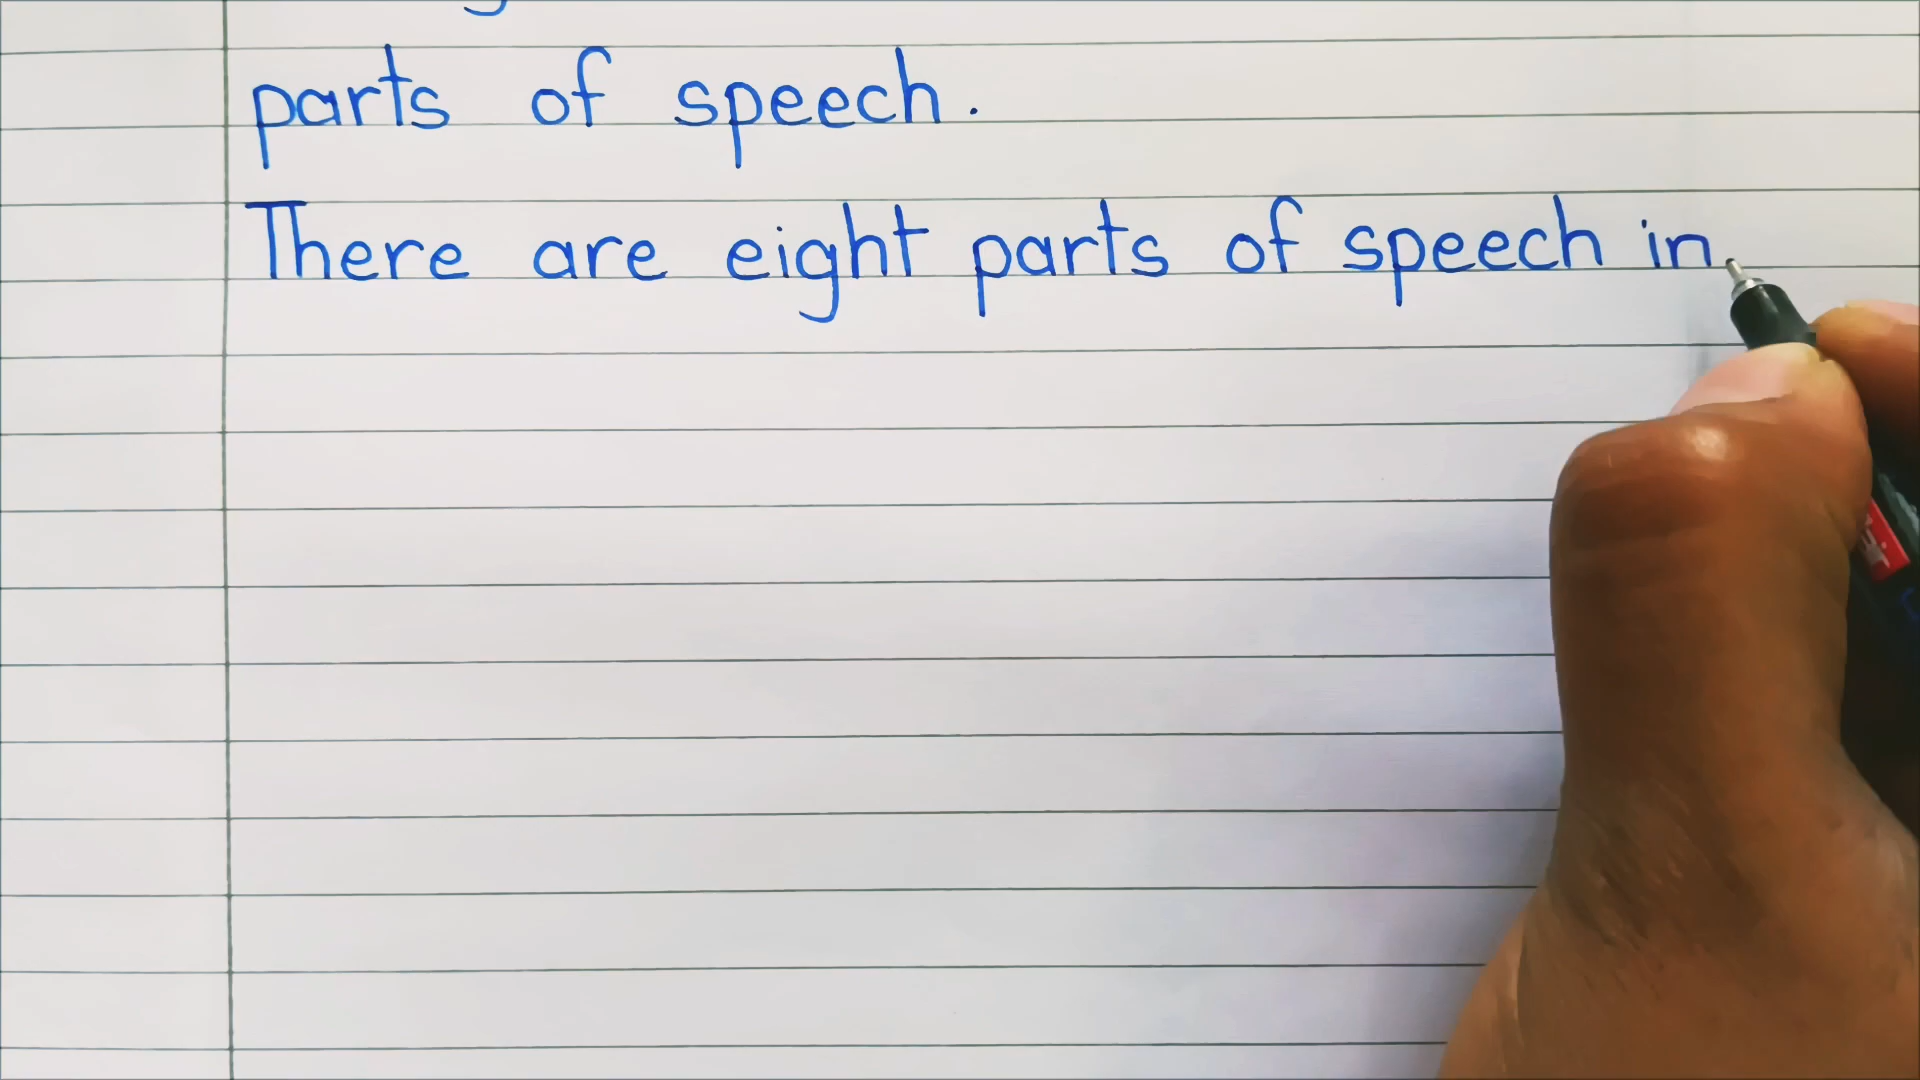 parts of speech.
There are eight parts of speech in